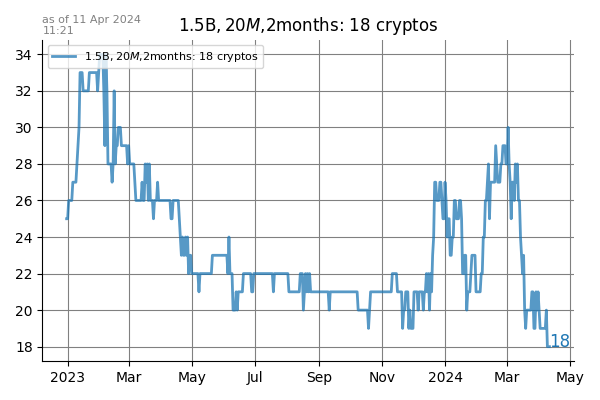 as of 11 Apr 2024
11:21
1.5B, 20M,2months: 18 cryptos
1.5B, 20M,2months: 18 cryptos
34
32
30
28
26
24
22
20
18
18
2023
Mar
May
Jul
Sep
Nov
2024
Mar
May